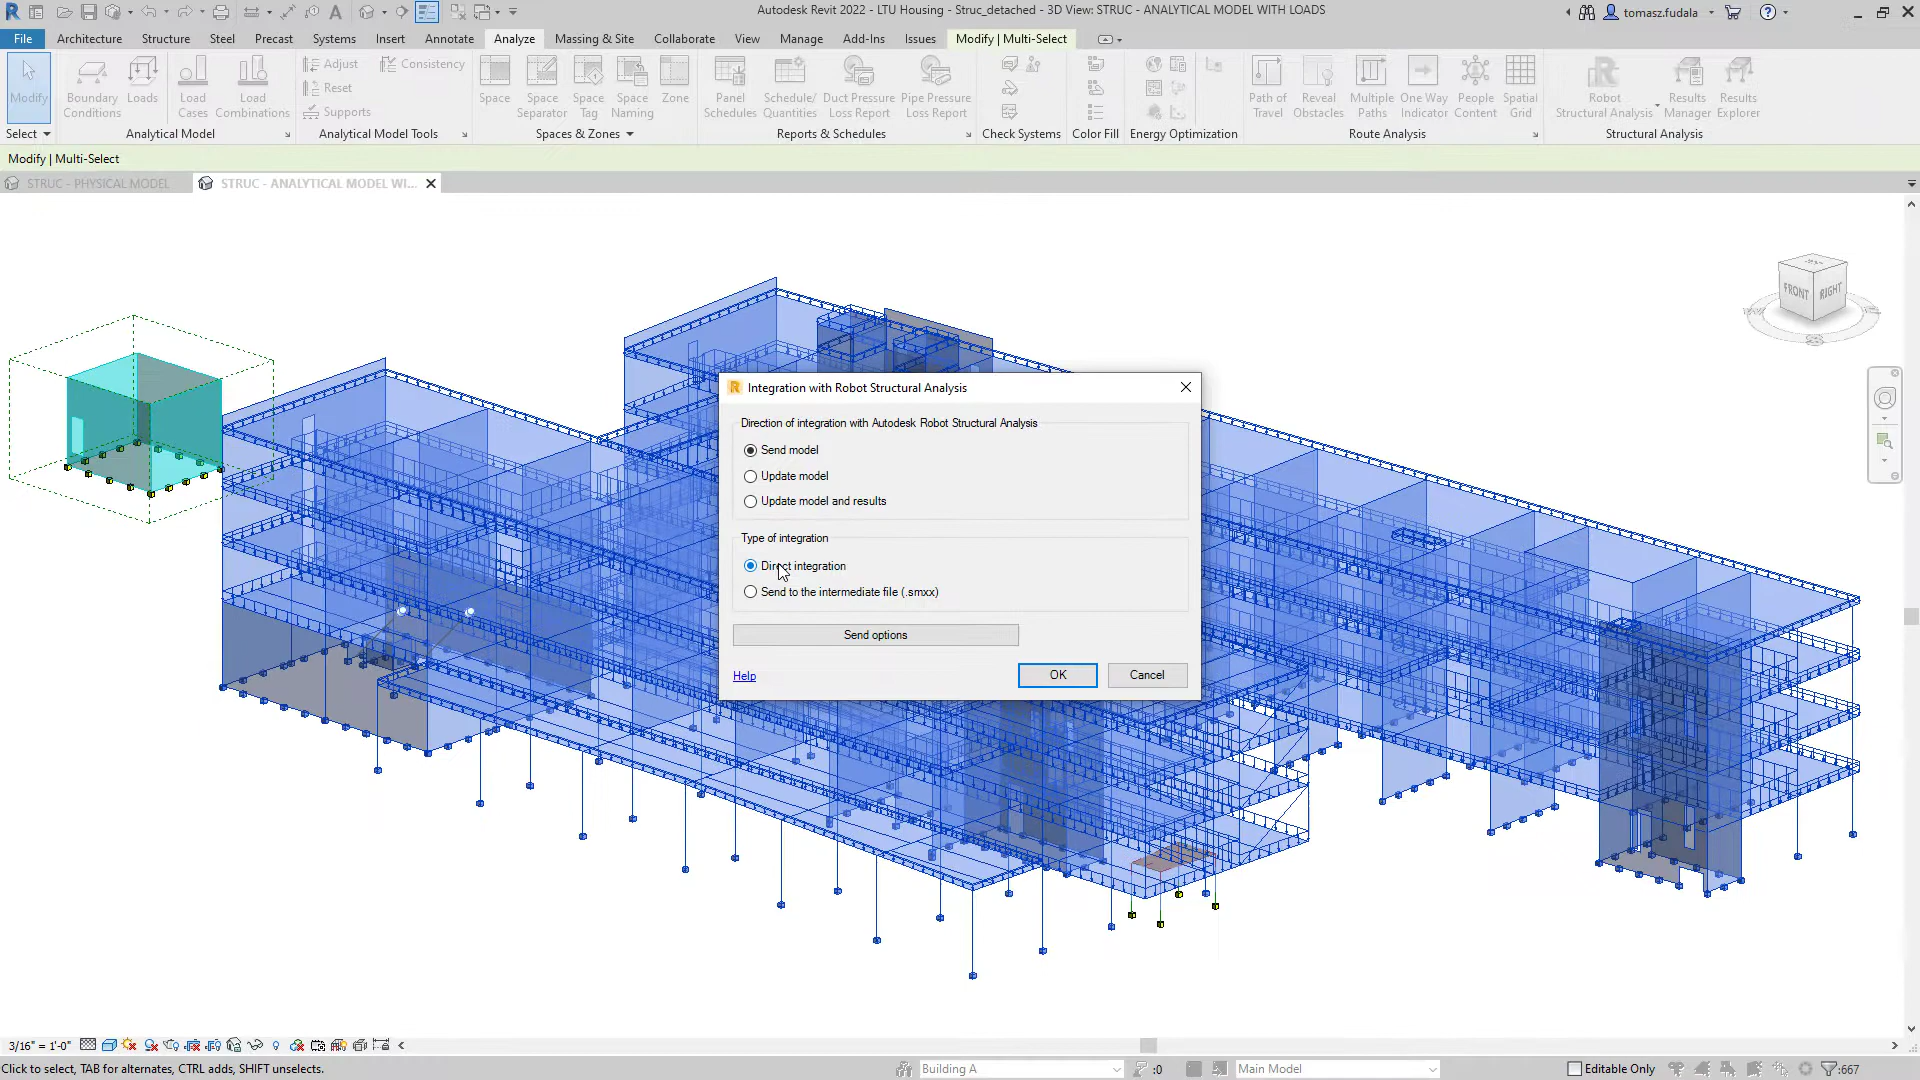 Autodesk Revit 2022 - LTU Housing - Struc_detached - 3D View: STRUC - ANALYTICAL MODEL WITH LOADS
tomasz.fudala
File Architecture Structure Steel Precast Systems Insert Annotate Analyze Massing & Site Collaborate View Manage Add-Ins Issues Modify | Multi-Select
Modify
Boundary Conditions
Loads
Load Cases
Load Combinations
Adjust
Reset
Supports
Consistency
Space
Space Separator
Space Tag
Space Naming
Zone
Panel Schedules
Schedule/ Quantities
Duct Pressure Loss Report
Pipe Pressure Loss Report
Path of Travel
Reveal Obstacles
Multiple Paths
One Way Indicator
People Content
Spatial Grid
Robot Structural Analysis
Results Manager
Results Explorer
Select Analytical Model Analytical Model Tools Spaces & Zones Reports & Schedules Check Systems Color Fill Energy Optimization Route Analysis Structural Analysis
Modify | Multi-Select
STRUC - PHYSICAL MODEL
STRUC - ANALYTICAL MODEL WI...
FRONT RIGHT
Integration with Robot Structural Analysis
Direction of integration with Autodesk Robot Structural Analysis
Send model
Update model
Update model and results
Type of integration
Direct integration
Send to the intermediate file (.smxx)
Send options
Help OK Cancel
3/16" = 1'-0"
Click to select, TAB for alternates, CTRL adds, SHIFT unselects.
Building A
:0
Main Model
Editable Only
:667